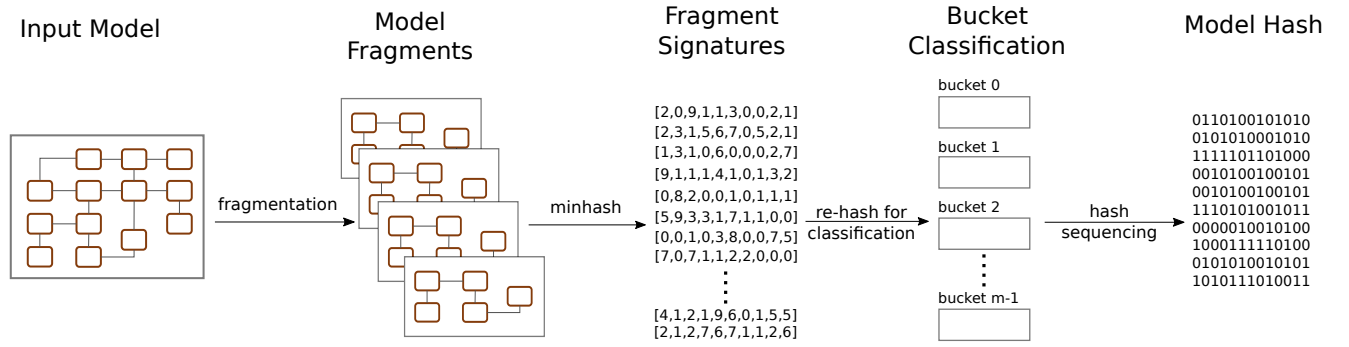 Input Model
Model
Fragments
Fragment
Signatures
Bucket
Classification
Model Hash
fragmentation
minhash
[2,0,9,1,1,3,0,0,2,1]
[2,3,1,5,6,7,0,5,2,1]
[1,3,1,0,6,0,0,0,2,7]
[9,1,1,1,4,1,0,1,3,2]
[0,8,2,0,0,1,0,1,1,1]
[5,9,3,3,1,7,1,1,0,0]
[0,0,1,0,3,8,0,0,7,5]
[7,0,7,1,1,2,2,0,0,0]
[4,1,2,1,9,6,0,1,5,5]
[2,1,2,7,6,7,1,1,2,6]
re-hash for
classification
bucket 0
bucket 1
bucket 2
bucket m-1
hash
sequencing
0110100101010
0101010001010
1111101101000
0010100100101
0010100100101
1110101001011
0000010010100
1000111110100
0101010010101
1010111010011